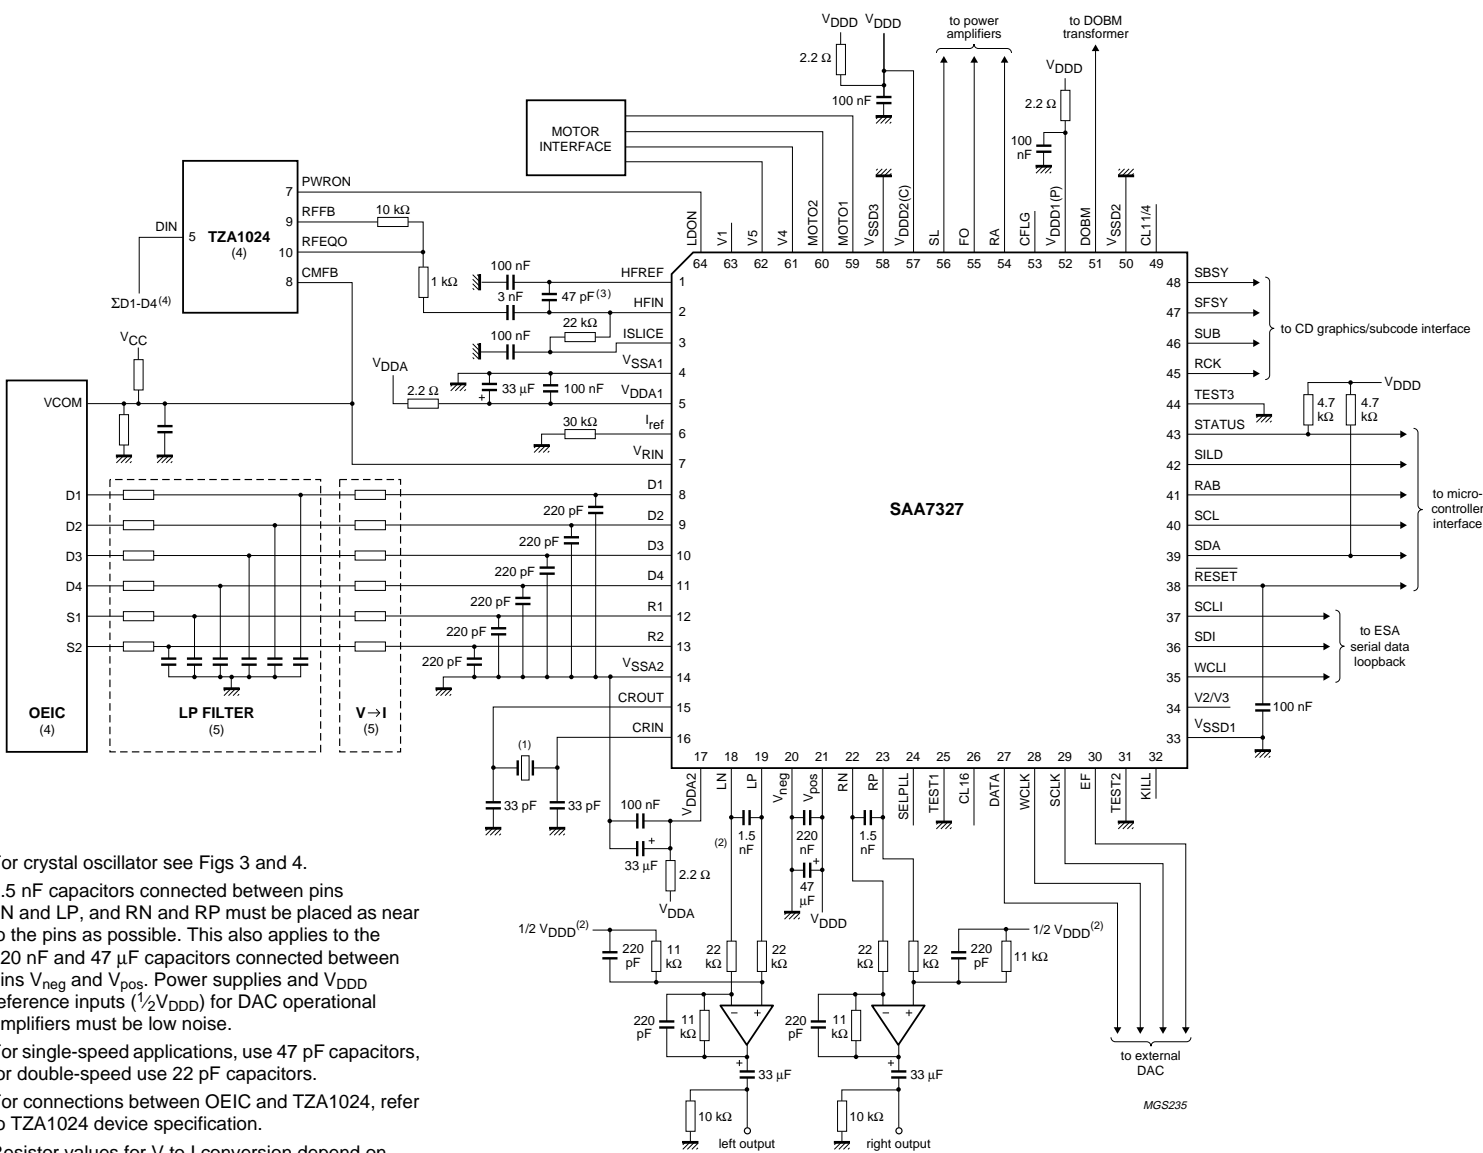 VDDD VDDD
to power amplifiers
to DOBM transformer
2.2 Ω
100 nF
VDDD
2.2 Ω
100 nF
MOTOR INTERFACE
TZA1024
(4)
DIN
5
7 PWRON
9 RFFB
10 RFEQO
8 CMFB
ΣD1-D4(4)
10 kΩ
1 kΩ
100 nF
3 nF
47 pF(3)
22 kΩ
100 nF
VCC
VDDA
2.2 Ω
33 µF
+
100 nF
30 kΩ
LDON
V1
V5
V4
MOTO2
MOTO1
VSSD3
VDDD2(C)
SL
FO
RA
CFLG
VDDD1(P)
DOBM
VSSD2
CL11/4
64 63 62 61 60 59 58 57 56 55 54 53 52 51 50 49
HFREF 1
HFIN 2
ISLICE 3
VSSA1 4
VDDA1 5
Iref 6
VRIN 7
D1 8
D2 9
D3 10
D4 11
R1 12
R2 13
VSSA2 14
CROUT 15
CRIN 16
SAA7327
48 SBSY
47 SFSY
46 SUB
45 RCK
44 TEST3
43 STATUS
42 SILD
41 RAB
40 SCL
39 SDA
38 RESET
37 SCLI
36 SDI
35 WCLI
34 V2/V3
33 VSSD1
to CD graphics/subcode interface
VDDD
4.7 kΩ
4.7 kΩ
to micro-
controller
interface
to ESA
serial data
loopback
100 nF
VCOM
D1
D2
D3
D4
S1
S2
OEIC
(4)
LP FILTER
(5)
V→I
(5)
220 pF
220 pF
220 pF
220 pF
220 pF
220 pF
(1)
33 pF
33 pF
17 18 19 20 21 22 23 24 25 26 27 28 29 30 31 32
VDDA2
LN
LP
Vneg
Vpos
RN
RP
SELPLL
TEST1
CL16
DATA
WCLK
SCLK
EF
TEST2
KILL
100 nF
33 µF
+
2.2 Ω
VDDA
(2)
1.5 nF
220 nF
+
47 µF
VDDD
1.5 nF
1/2 VDDD(2)
220 pF
11 kΩ
22 kΩ
22 kΩ
22 kΩ
22 kΩ
220 pF
11 kΩ
1/2 VDDD(2)
220 pF
11 kΩ
− +
220 pF
11 kΩ
− +
+
33 µF
+
33 µF
10 kΩ
left output
10 kΩ
right output
to external
DAC
MGS235
or crystal oscillator see Figs 3 and 4.
.5 nF capacitors connected between pins
N and LP, and RN and RP must be placed as near
o the pins as possible. This also applies to the
20 nF and 47 µF capacitors connected between
ins Vneg and Vpos. Power supplies and VDDD
eference inputs (½VDDD) for DAC operational
mplifiers must be low noise.
or single-speed applications, use 47 pF capacitors,
or double-speed use 22 pF capacitors.
or connections between OEIC and TZA1024, refer
o TZA1024 device specification.
Resistor values for V to I conversion depend on